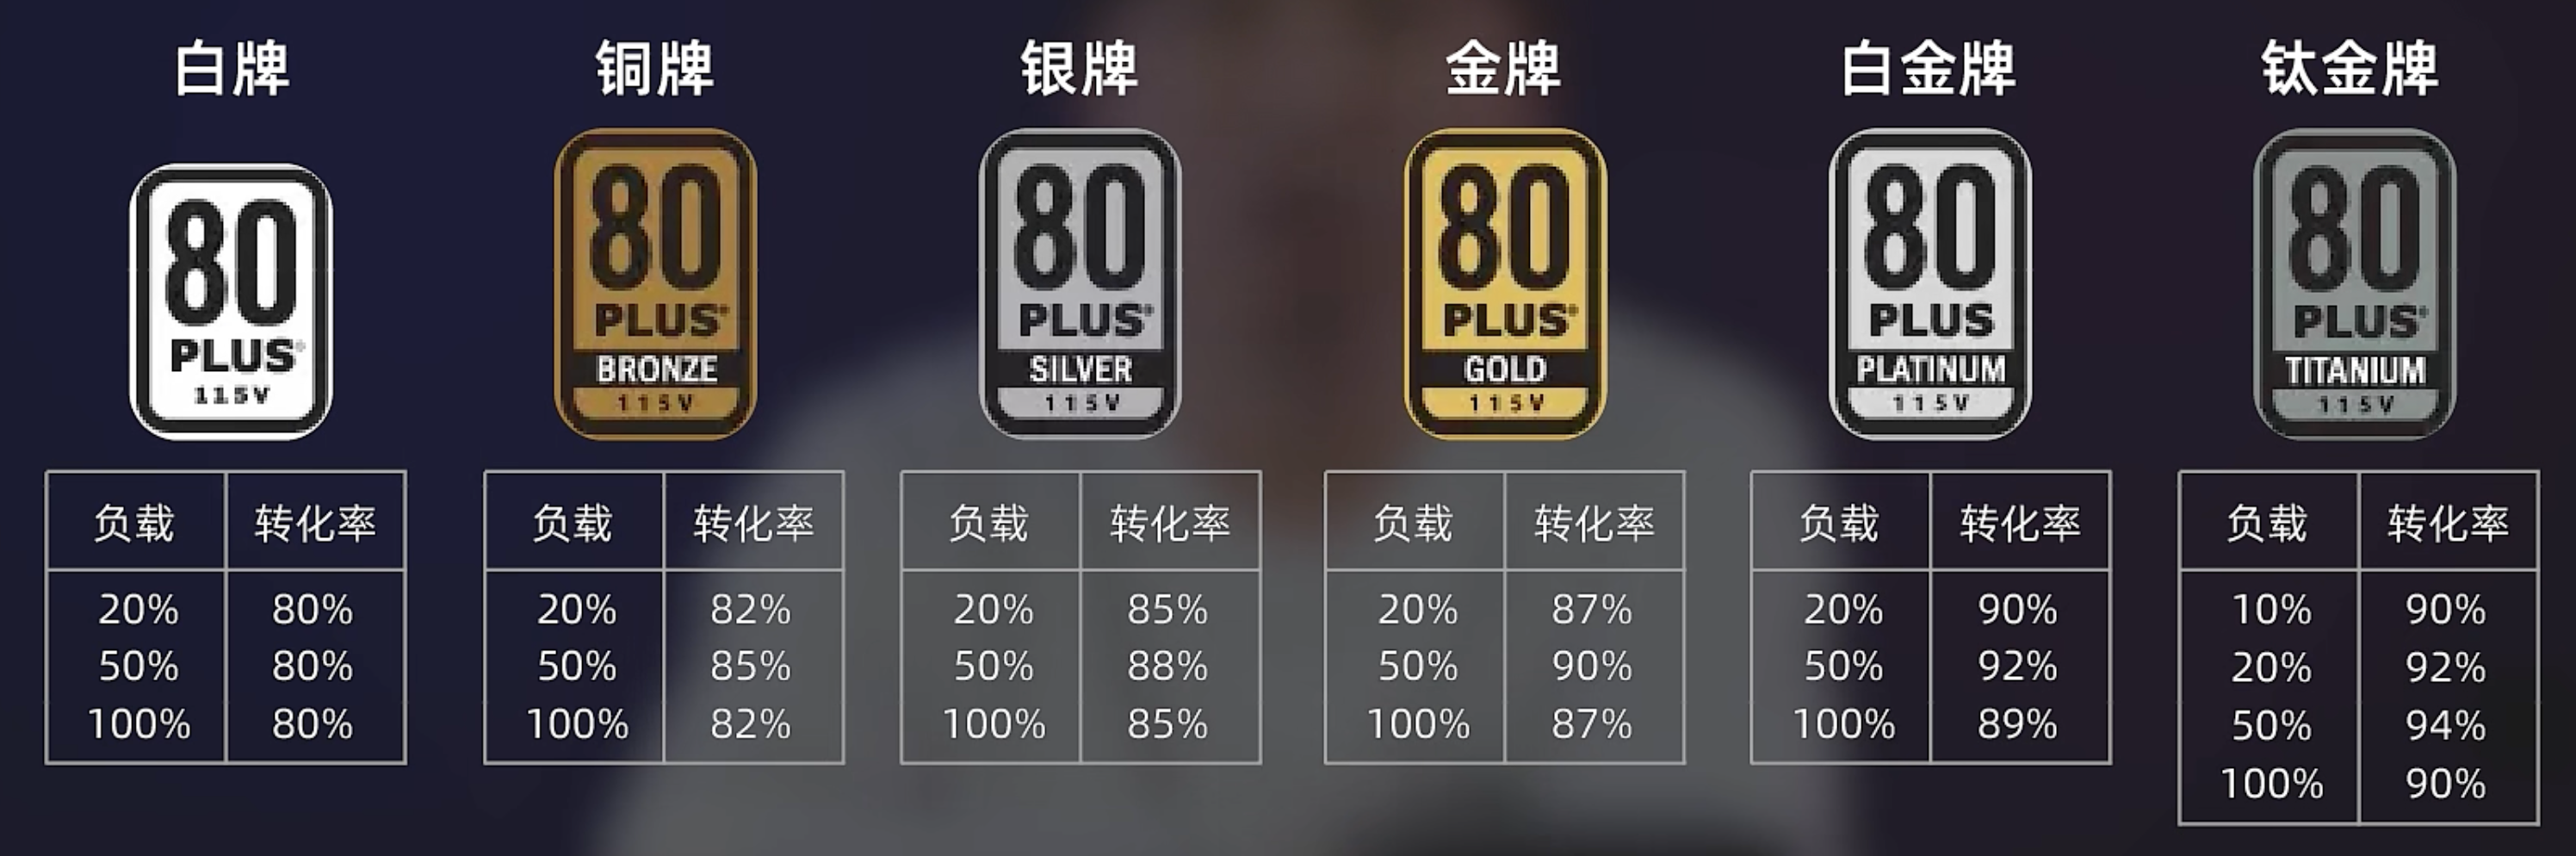 白牌
80
PLUS®
115V
负载 转化率
20% 80%
50% 80%
100% 80%
铜牌
80
PLUS®
BRONZE
115V
负载 转化率
20% 82%
50% 85%
100% 82%
银牌
80
PLUS®
SILVER
115V
负载 转化率
20% 85%
50% 88%
100% 85%
金牌
80
PLUS®
GOLD
115V
负载 转化率
20% 87%
50% 90%
100% 87%
白金牌
80
PLUS
PLATINUM
115V
负载 转化率
20% 90%
50% 92%
100% 89%
钛金牌
80
PLUS®
TITANIUM
115V
负载 转化率
10% 90%
20% 92%
50% 94%
100% 90%